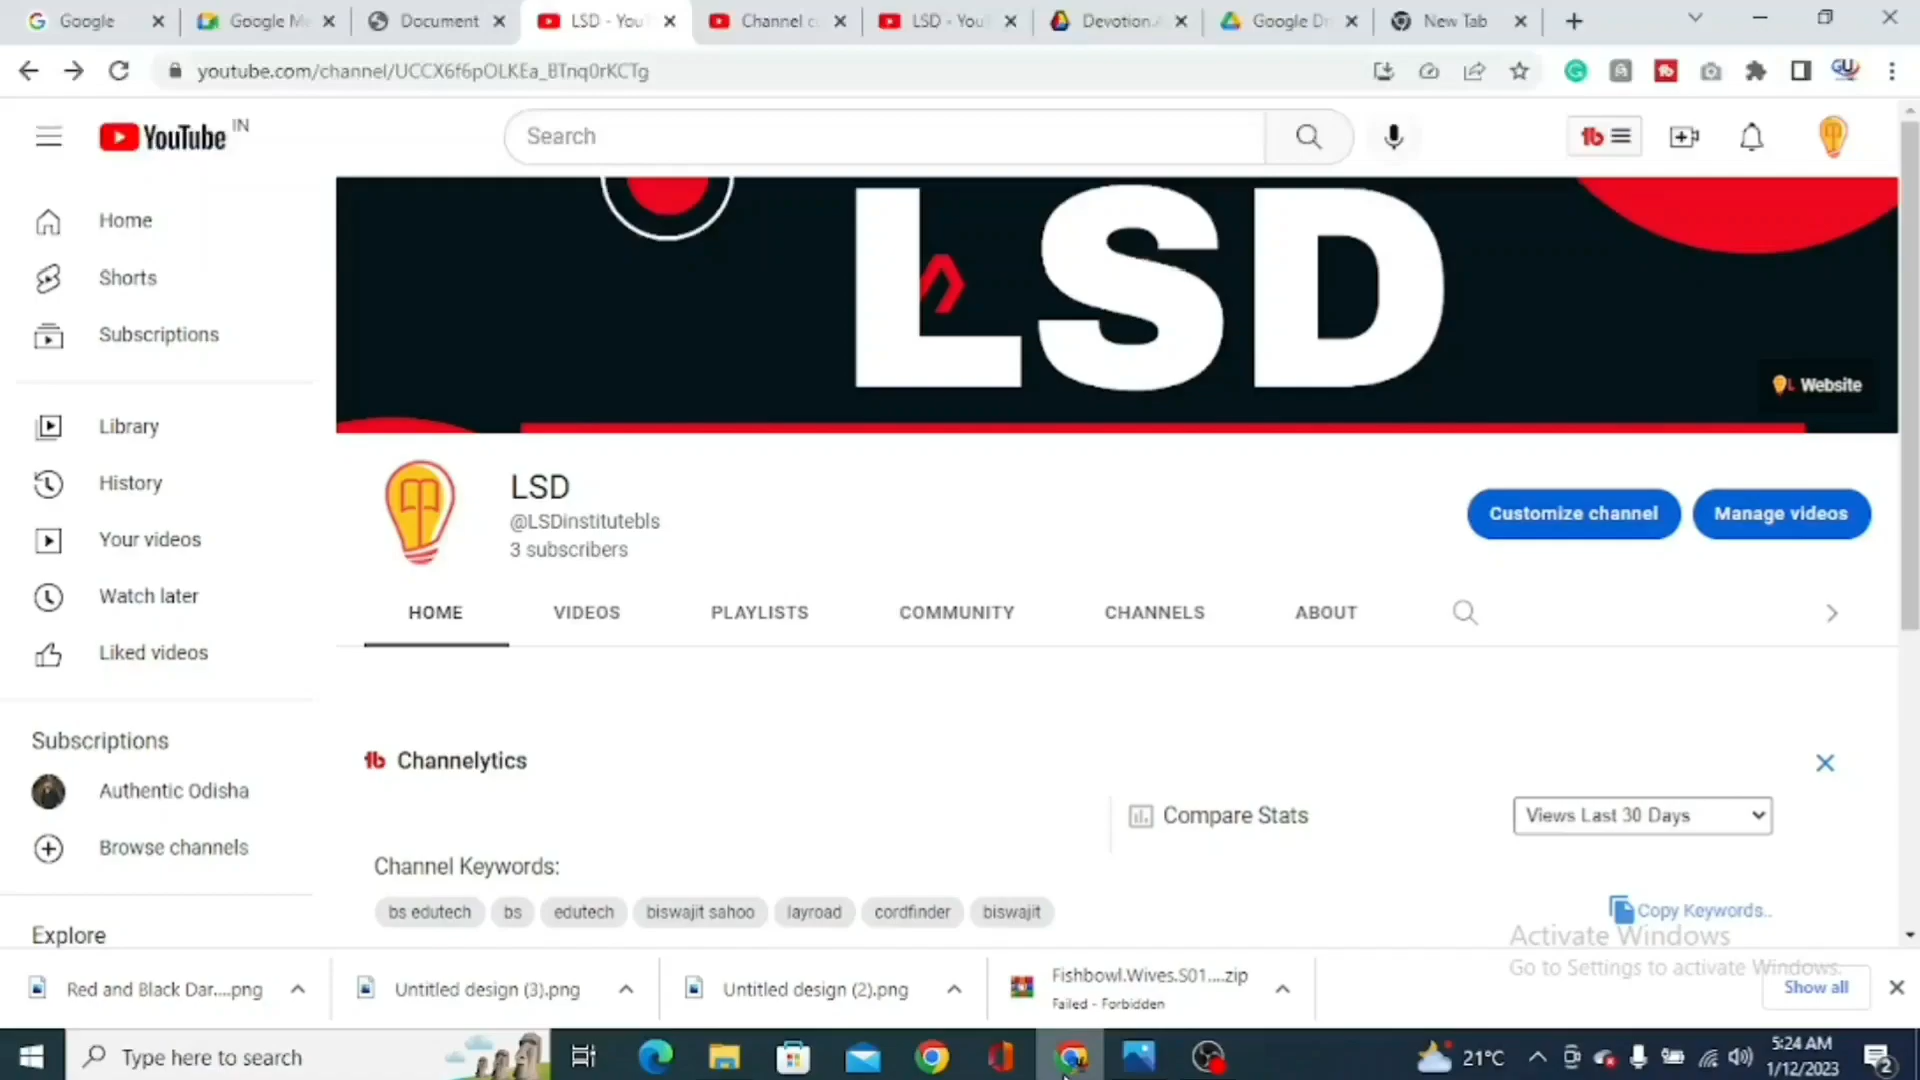 Google
Google M
Document
LSD - You
Channel c
LSD - You
Devotion.
Google Dr
New Tab
youtube.com/channel/UCCX6f6pOLKEa_BTnq0rKCTg
YouTube IN
Search
LSD
Website
Home
Shorts
Subscriptions
Library
History
Your videos
Watch later
Liked videos
Subscriptions
Authentic Odisha
Browse channels
Explore
LSD
@LSDinstitutebls
3 subscribers
Customize channel
Manage videos
HOME
VIDEOS
PLAYLISTS
COMMUNITY
CHANNELS
ABOUT
Channelytics
Compare Stats
Views Last 30 Days
Channel Keywords:
bs edutech
bs
edutech
biswajit sahoo
layroad
cordfinder
biswajit
Copy Keywords..
Activate Windows
Go to Settings to activate Windows.
Red and Black Dar....png
Untitled design (3).png
Untitled design (2).png
Fishbowl.Wives.S01....zip
Failed - Forbidden
Show all
Type here to search
21°C
5:24 AM
1/12/2023
2